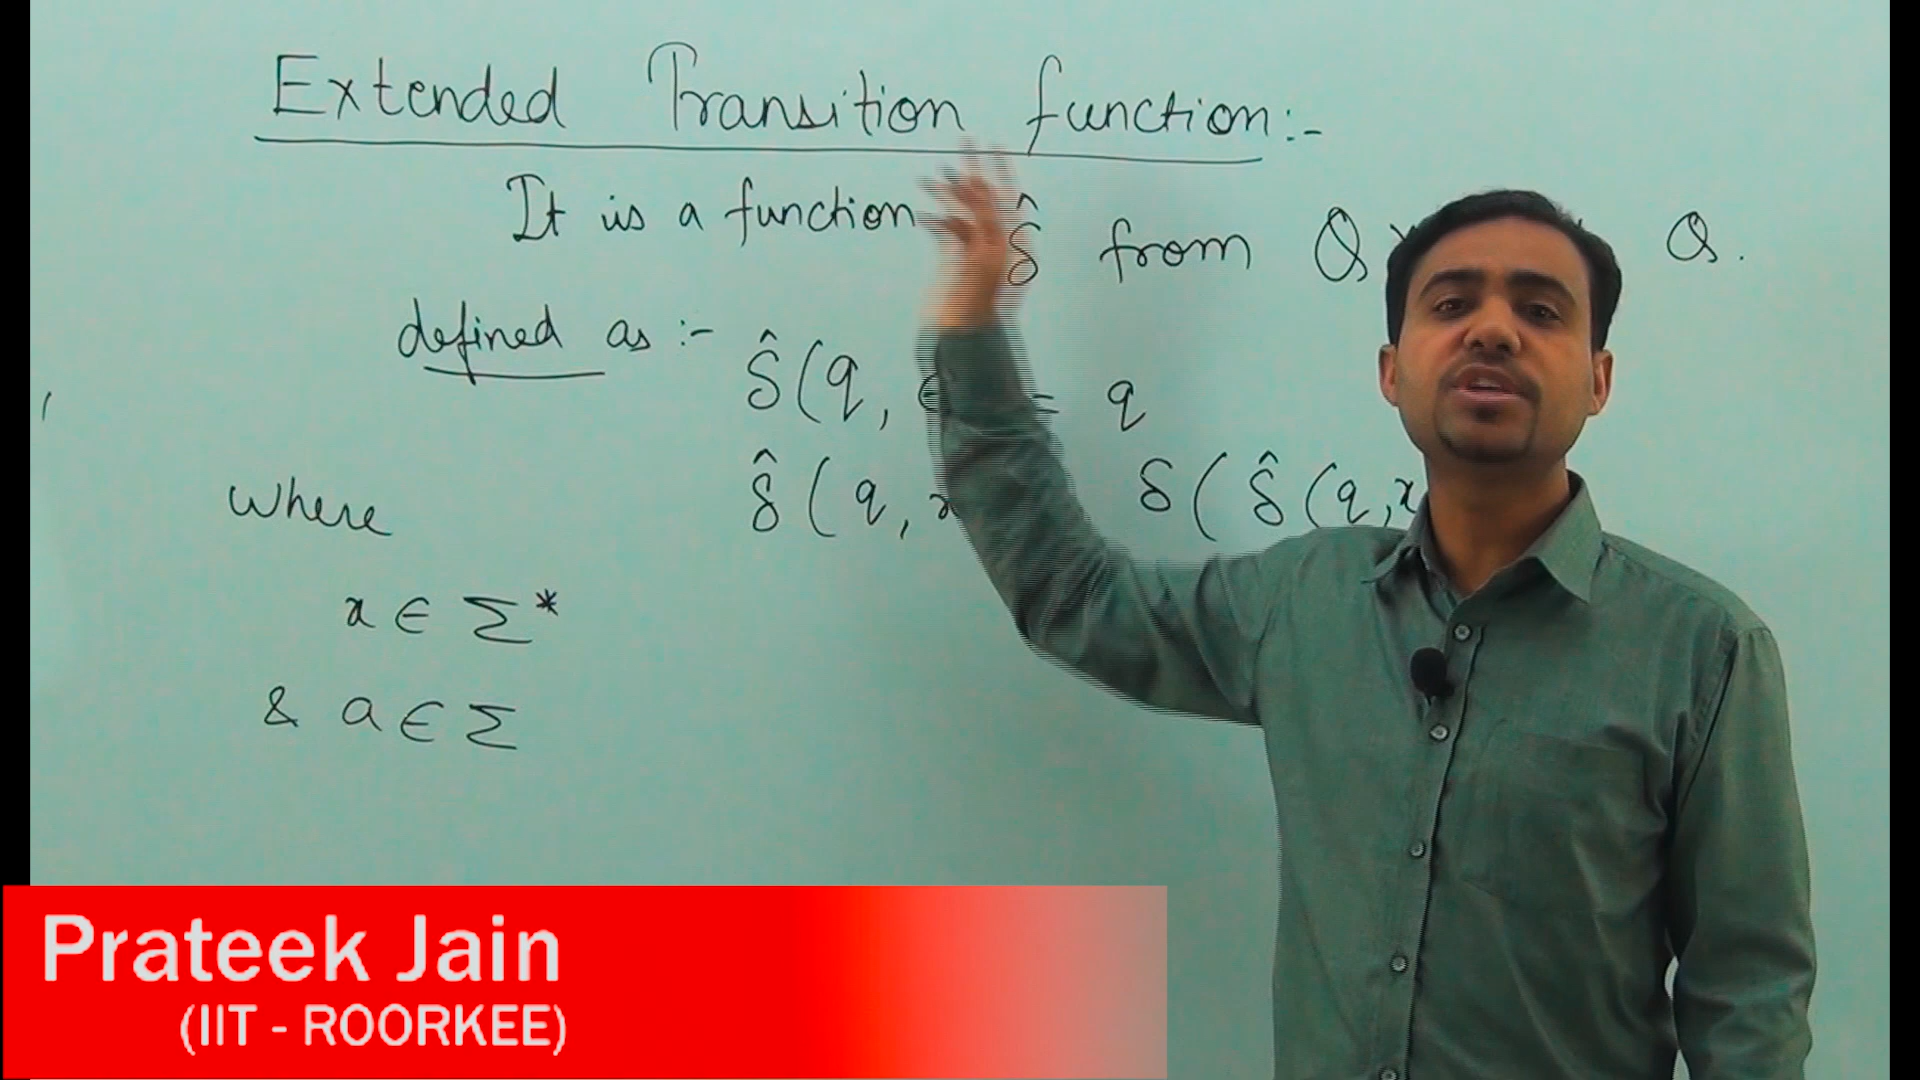 Extended Transition function:-
It is a function δ̂ from Q Q.
defined as :- δ̂(q, = q
δ̂(q, δ(δ̂(q,x
where
x ∈ Σ*
& a ∈ Σ
Prateek Jain
(IIT - ROORKEE)